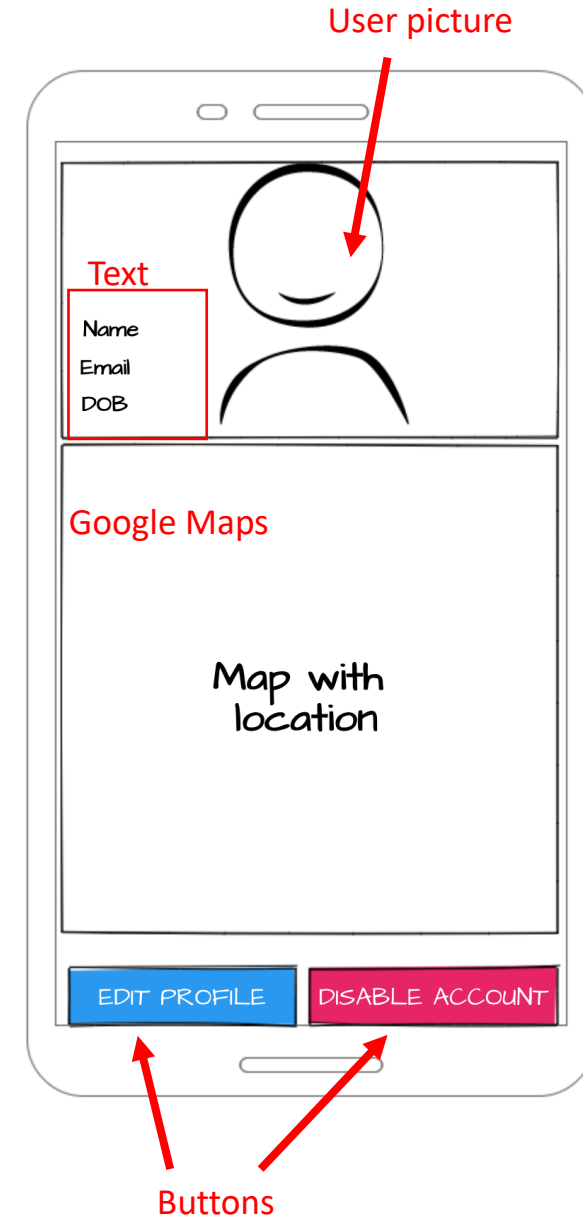 User picture
Text
Name
Email
DOB
Google Maps
Map with
location
EDIT PROFILE
DISABLE ACCOUNT
Buttons